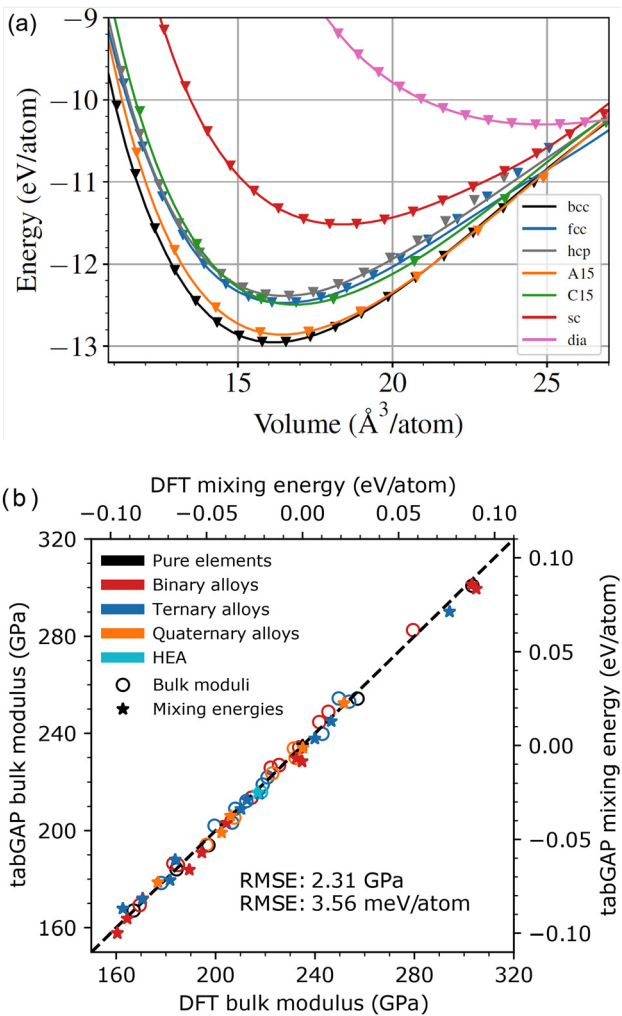 (a)
−9
−10
−11
−12
−13
Energy (eV/atom)
bcc
fcc
hcp
A15
C15
sc
dia
15 20 25
Volume (Å3/atom)
(b)
DFT mixing energy (eV/atom)
−0.10 −0.05 0.00 0.05 0.10
320
280
240
200
160
tabGAP bulk modulus (GPa)
Pure elements
Binary alloys
Ternary alloys
Quaternary alloys
HEA
Bulk moduli
Mixing energies
RMSE: 2.31 GPa
RMSE: 3.56 meV/atom
0.10
0.05
0.00
−0.05
−0.10
tabGAP mixing energy (eV/atom)
160 200 240 280 320
DFT bulk modulus (GPa)